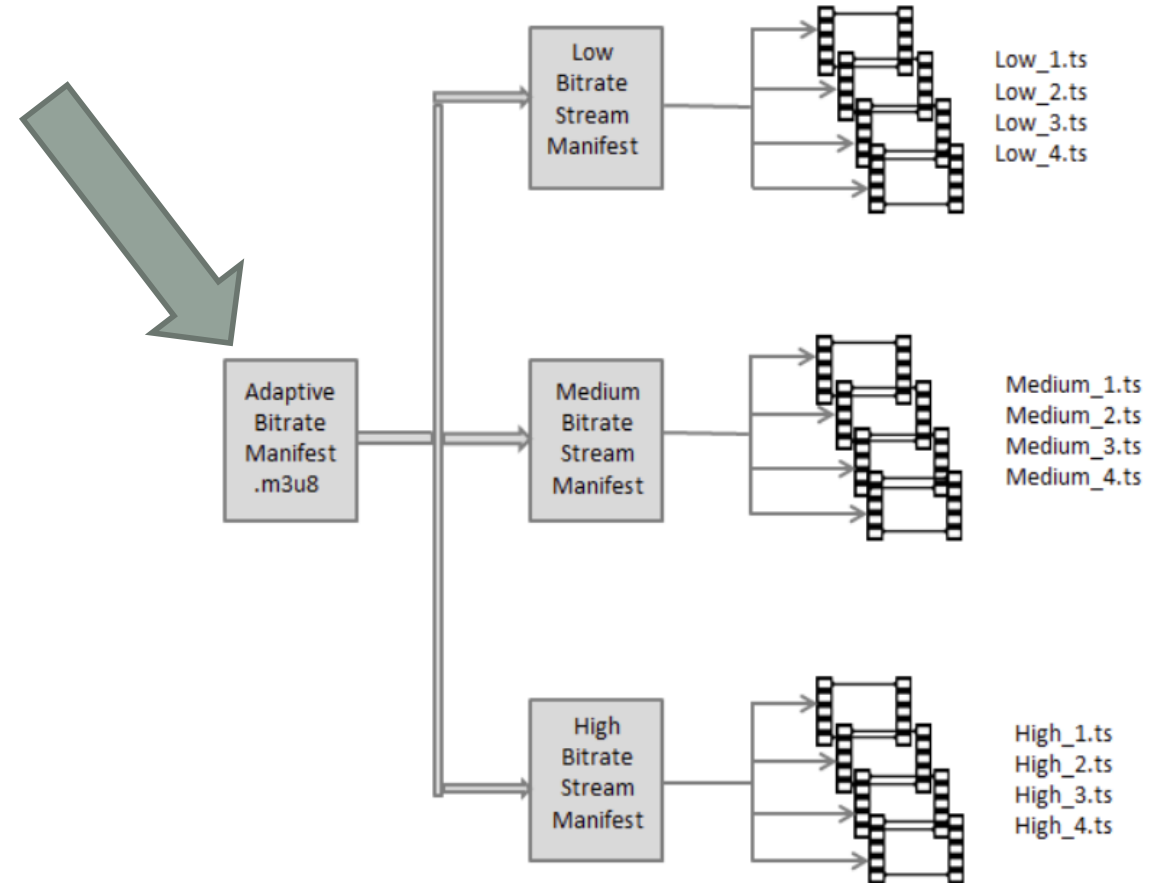 Low
Bitrate
Stream
Manifest
Low_1.ts
Low_2.ts
Low_3.ts
Low_4.ts
Adaptive
Bitrate
Manifest
.m3u8
Medium
Bitrate
Stream
Manifest
Medium_1.ts
Medium_2.ts
Medium_3.ts
Medium_4.ts
High
Bitrate
Stream
Manifest
High_1.ts
High_2.ts
High_3.ts
High_4.ts